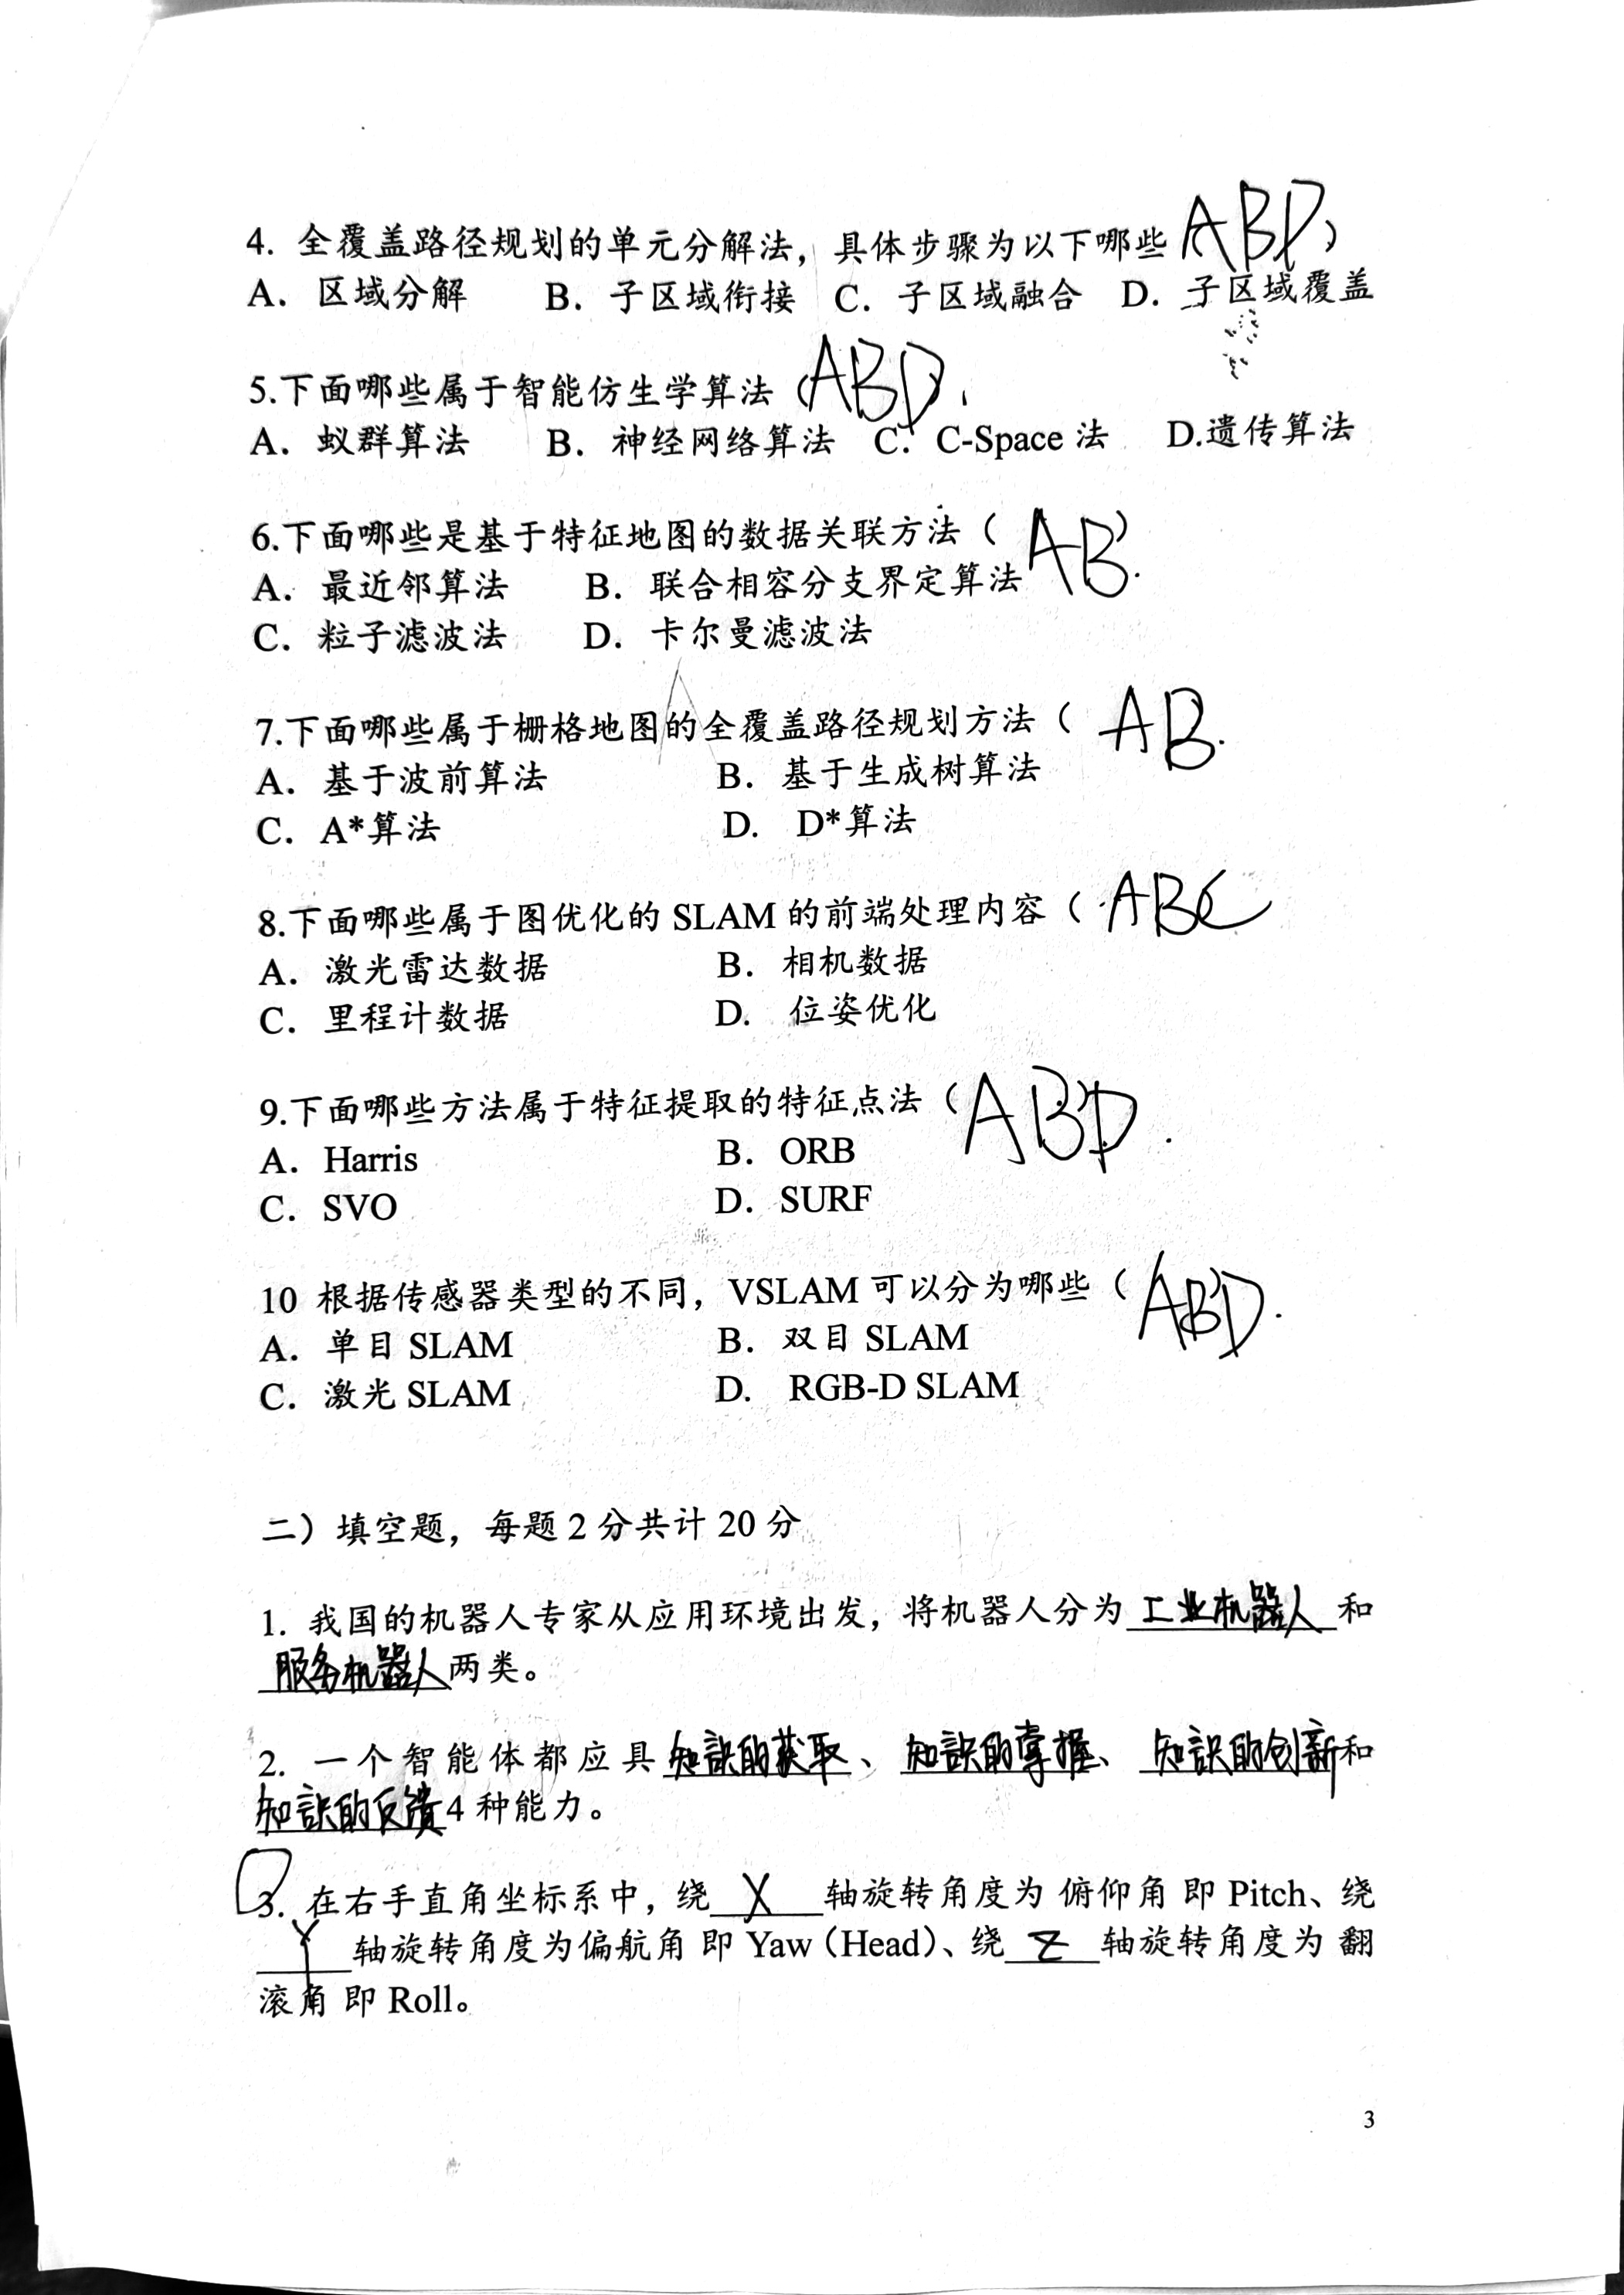 4. 全覆盖路径规划的单元分解法，具体步骤为以下哪些 ABD）
A. 区域分解 B. 子区域衔接 C. 子区域融合 D. 子区域覆盖
5.下面哪些属于智能仿生学算法（ABD）
A. 蚁群算法 B. 神经网络算法 C. C-Space 法 D.遗传算法
6.下面哪些是基于特征地图的数据关联方法（ AB）
A. 最近邻算法 B. 联合相容分支界定算法
C. 粒子滤波法 D. 卡尔曼滤波法
7.下面哪些属于栅格地图的全覆盖路径规划方法（ AB.
A. 基于波前算法 B. 基于生成树算法
C. A*算法 D. D*算法
8.下面哪些属于图优化的 SLAM 的前端处理内容（ ABC
A. 激光雷达数据 B. 相机数据
C. 里程计数据 D. 位姿优化
9.下面哪些方法属于特征提取的特征点法（ABD）
A. Harris B. ORB
C. SVO D. SURF
10 根据传感器类型的不同，VSLAM 可以分为哪些（ABD）
A. 单目 SLAM B. 双目 SLAM
C. 激光 SLAM D. RGB-D SLAM
二）填空题，每题 2 分共计 20 分
1. 我国的机器人专家从应用环境出发，将机器人分为 工业机器人 和
服务机器人 两类。
2. 一个智能体都应具 知識的获取、知識的掌握、知識的创新 和
知識的反馈 4 种能力。
3. 在右手直角坐标系中，绕 X 轴旋转角度为 俯仰角 即 Pitch、绕
Y 轴旋转角度为偏航角 即 Yaw（Head）、绕 Z 轴旋转角度为 翻
滚角 即 Roll。
3